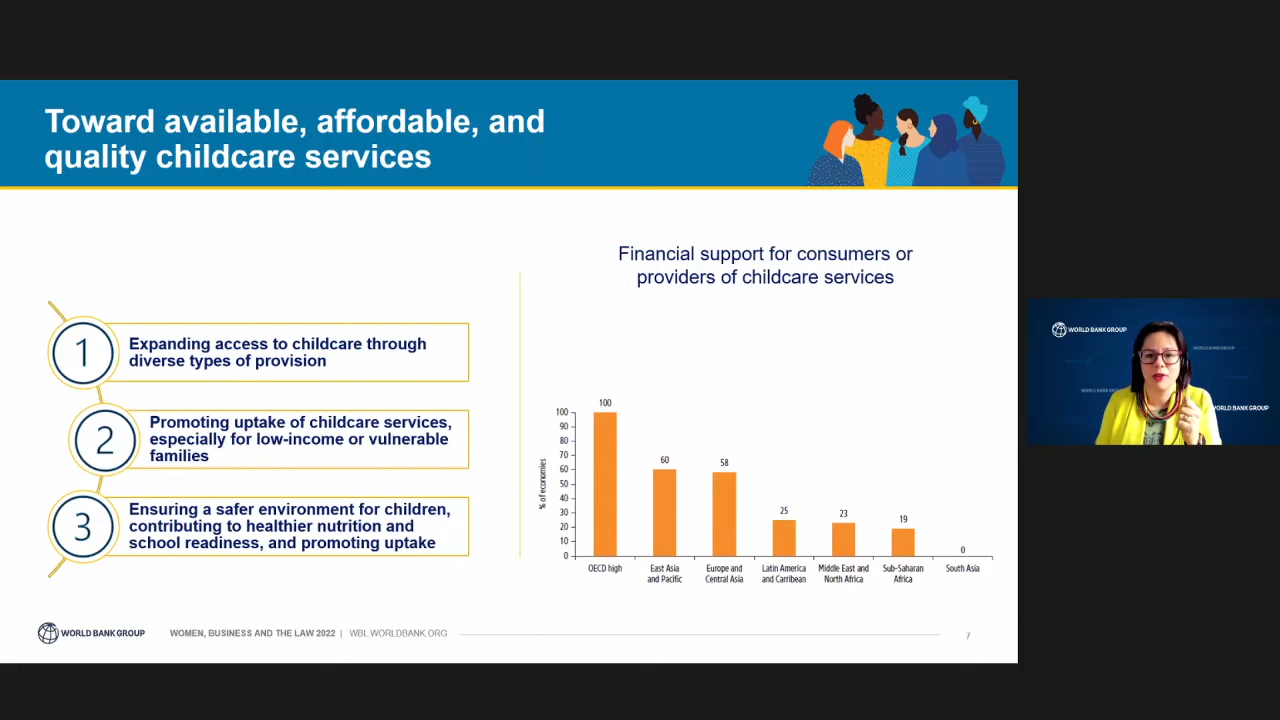 Toward available, affordable, and
quality childcare services
1
Expanding access to childcare through
diverse types of provision
2
Promoting uptake of childcare services,
especially for low-income or vulnerable
families
3
Ensuring a safer environment for children,
contributing to healthier nutrition and
school readiness, and promoting uptake
Financial support for consumers or
providers of childcare services
% of economies
100
90
80
70
60
50
40
30
20
10
0
100
60
58
25
23
19
0
OECD high
East Asia
and Pacific
Europe and
Central Asia
Latin America
and Carribean
Middle East and
North Africa
Sub-Saharan
Africa
South Asia
WORLD BANK GROUP
WOMEN, BUSINESS AND THE LAW 2022 | WBL.WORLDBANK.ORG
7
WORLD BANK GROUP
WORLD BANK GROUP
WORLD BANK GROUP